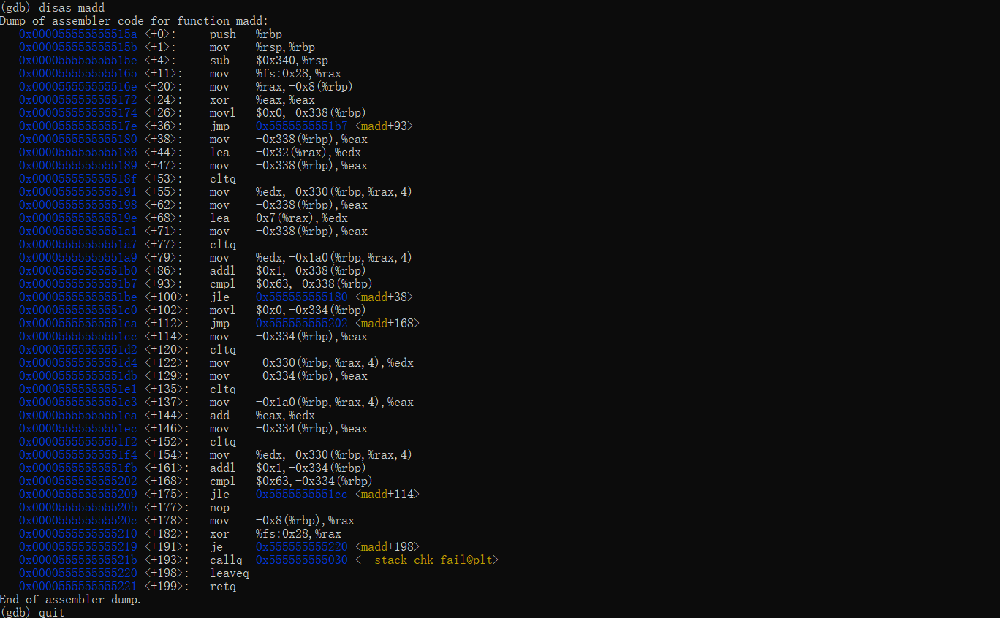 (gdb) disas madd
Dump of assembler code for function madd:
   0x000055555555515a <+0>:     push   %rbp
   0x000055555555515b <+1>:     mov    %rsp,%rbp
   0x000055555555515e <+4>:     sub    $0x340,%rsp
   0x0000555555555165 <+11>:    mov    %fs:0x28,%rax
   0x000055555555516e <+20>:    mov    %rax,-0x8(%rbp)
   0x0000555555555172 <+24>:    xor    %eax,%eax
   0x0000555555555174 <+26>:    movl   $0x0,-0x338(%rbp)
   0x000055555555517e <+36>:    jmp    0x5555555551b7 <madd+93>
   0x0000555555555180 <+38>:    mov    -0x338(%rbp),%eax
   0x0000555555555186 <+44>:    lea    -0x32(%rax),%edx
   0x0000555555555189 <+47>:    mov    -0x338(%rbp),%eax
   0x000055555555518f <+53>:    cltq
   0x0000555555555191 <+55>:    mov    %edx,-0x330(%rbp,%rax,4)
   0x0000555555555198 <+62>:    mov    -0x338(%rbp),%eax
   0x000055555555519e <+68>:    lea    0x7(%rax),%edx
   0x00005555555551a1 <+71>:    mov    -0x338(%rbp),%eax
   0x00005555555551a7 <+77>:    cltq
   0x00005555555551a9 <+79>:    mov    %edx,-0x1a0(%rbp,%rax,4)
   0x00005555555551b0 <+86>:    addl   $0x1,-0x338(%rbp)
   0x00005555555551b7 <+93>:    cmpl   $0x63,-0x338(%rbp)
   0x00005555555551be <+100>:   jle    0x555555555180 <madd+38>
   0x00005555555551c0 <+102>:   movl   $0x0,-0x334(%rbp)
   0x00005555555551ca <+112>:   jmp    0x555555555202 <madd+168>
   0x00005555555551cc <+114>:   mov    -0x334(%rbp),%eax
   0x00005555555551d2 <+120>:   cltq
   0x00005555555551d4 <+122>:   mov    -0x330(%rbp,%rax,4),%edx
   0x00005555555551db <+129>:   mov    -0x334(%rbp),%eax
   0x00005555555551e1 <+135>:   cltq
   0x00005555555551e3 <+137>:   mov    -0x1a0(%rbp,%rax,4),%eax
   0x00005555555551ea <+144>:   add    %eax,%edx
   0x00005555555551ec <+146>:   mov    -0x334(%rbp),%eax
   0x00005555555551f2 <+152>:   cltq
   0x00005555555551f4 <+154>:   mov    %edx,-0x330(%rbp,%rax,4)
   0x00005555555551fb <+161>:   addl   $0x1,-0x334(%rbp)
   0x0000555555555202 <+168>:   cmpl   $0x63,-0x334(%rbp)
   0x0000555555555209 <+175>:   jle    0x5555555551cc <madd+114>
   0x000055555555520b <+177>:   nop
   0x000055555555520c <+178>:   mov    -0x8(%rbp),%rax
   0x0000555555555210 <+182>:   xor    %fs:0x28,%rax
   0x0000555555555219 <+191>:   je     0x555555555220 <madd+198>
   0x000055555555521b <+193>:   callq  0x555555555030 <__stack_chk_fail@plt>
   0x0000555555555220 <+198>:   leaveq
   0x0000555555555221 <+199>:   retq
End of assembler dump.
(gdb) quit